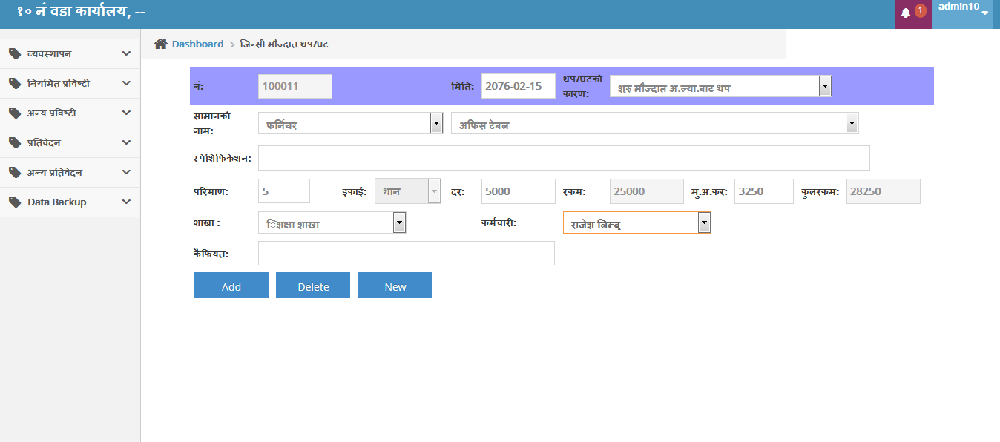 १० नं वडा कार्यालय, --
1
admin10
Dashboard > जिन्सी मौज्दात थप/घट
व्यवस्थापन
नियमित प्रविष्टी
अन्य प्रविष्टी
प्रतिवेदन
अन्य प्रतिवेदन
Data Backup
नं: 100011 मिति: 2076-02-15 थप/घटको
कारण: शुरु मौज्दात अ.ल्या.बाट थप
सामानको
नाम: फर्निचर अफिस टेबल
स्पेशिफिकेशन:
परिमाण: 5 इकाई: थान दर: 5000 रकम: 25000 मु.अ.कर: 3250 कुलरकम: 28250
शाखा : िशक्षा शाखा कर्मचारी: राजेश लिम्बू
कैफियत:
Add Delete New